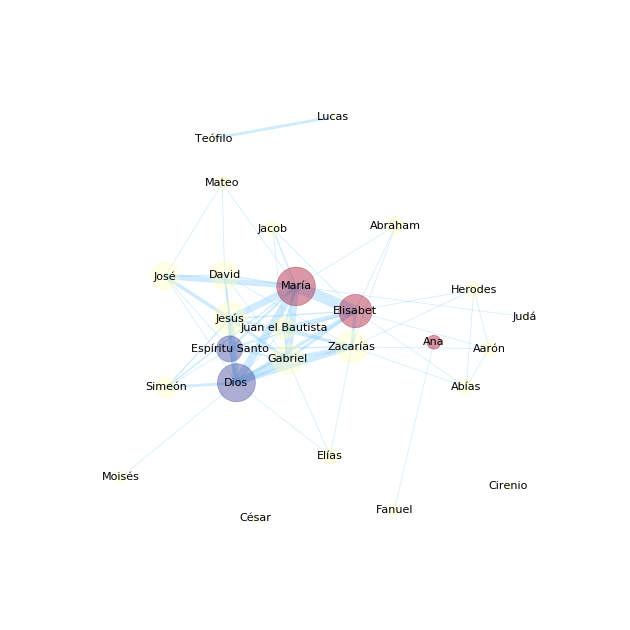 Lucas
Teófilo
Mateo
Abraham
Jacob
David
José
María
Herodes
Elisabet
Judá
Jesús
Juan el Bautista
Ana
Espíritu Santo
Zacarías
Aarón
Gabriel
Dios
Simeón
Abías
Elías
Moisés
Cirenio
Fanuel
César